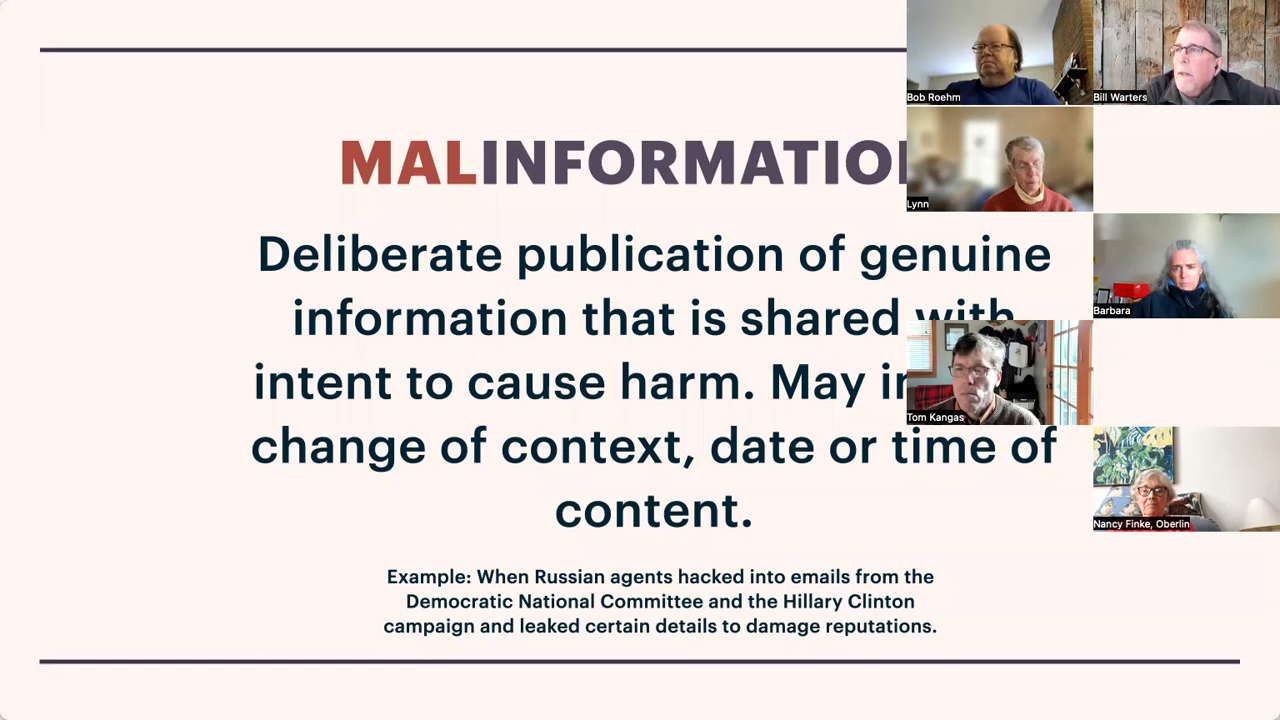 MALINFORMATIO
Deliberate publication of genuine
information that is shared with
intent to cause harm. May
change of context, date or time of
content.
Example: When Russian agents hacked into emails from the
Democratic National Committee and the Hillary Clinton
campaign and leaked certain details to damage reputations.
Bob Roehm
Bill Warters
Lynn
Barbara
Tom Kangas
Nancy Finke, Oberlin